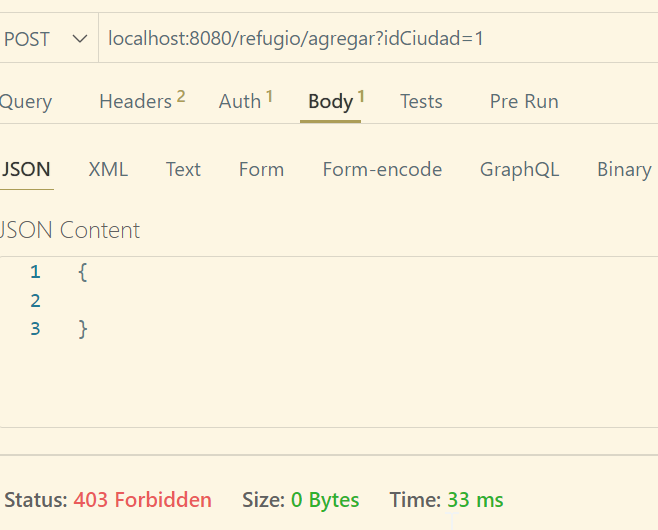 POST localhost:8080/refugio/agregar?idCiudad=1
Query Headers 2 Auth 1 Body 1 Tests Pre Run
JSON XML Text Form Form-encode GraphQL Binary
JSON Content
1 {
2
3 }
Status: 403 Forbidden Size: 0 Bytes Time: 33 ms